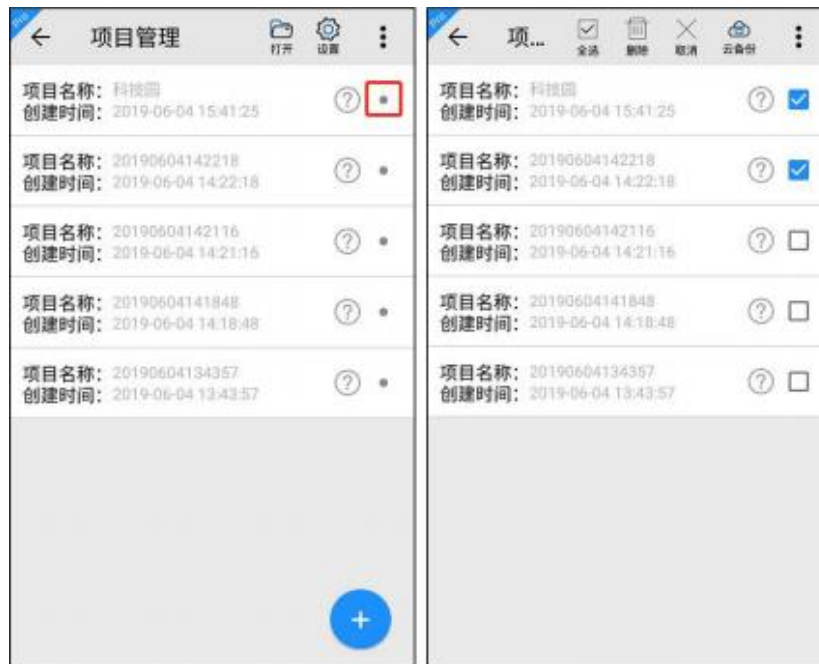 Pro
项目管理
打开
设置
项目名称：科技园
创建时间：2019-06-04 15:41:25
项目名称：20190604142218
创建时间：2019-06-04 14:22:18
项目名称：20190604142116
创建时间：2019-06-04 14:21:16
项目名称：20190604141848
创建时间：2019-06-04 14:18:48
项目名称：20190604134357
创建时间：2019-06-04 13:43:57
Pro
项...
全选
删除
取消
云备份
项目名称：科技园
创建时间：2019-06-04 15:41:25
项目名称：20190604142218
创建时间：2019-06-04 14:22:18
项目名称：20190604142116
创建时间：2019-06-04 14:21:16
项目名称：20190604141848
创建时间：2019-06-04 14:18:48
项目名称：20190604134357
创建时间：2019-06-04 13:43:57